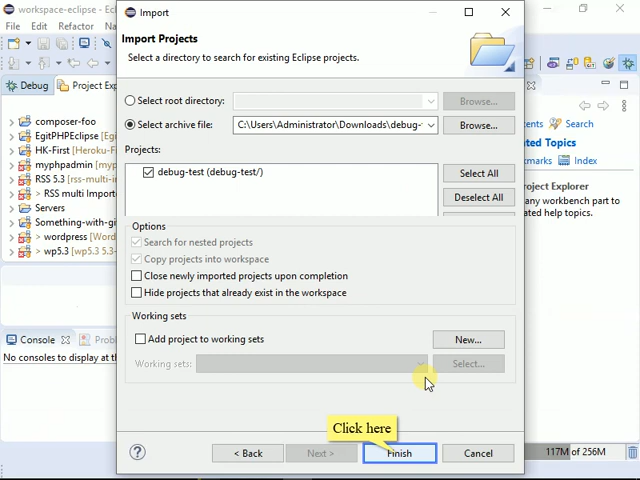 workspace-eclipse - Ec
File Edit Refactor Na
Debug
Project Exp
composer-foo
EgitPHPEclipse [Egi
HK-First [Heroku-F
myphpadmin [myph
RSS 5.3 [rss-multi-i
> RSS multi Import
Servers
Something-with-gi
> wordpress [Word
> wp5.3 [wp5.3 5.3-
Console
Prob
No consoles to display at th
Import
Import Projects
Select a directory to search for existing Eclipse projects.
Select root directory:
Browse...
Select archive file:
C:\Users\Administrator\Downloads\debug-
Browse...
Projects:
debug-test (debug-test/)
Select All
Deselect All
Options
Search for nested projects
Copy projects into workspace
Close newly imported projects upon completion
Hide projects that already exist in the workspace
Working sets
Add project to working sets
New...
Working sets:
Select...
Click here
< Back
Next >
Finish
Cancel
ents Search
ted Topics
kmarks Index
roject Explorer
any workbench part to
ated help topics.
117M of 256M